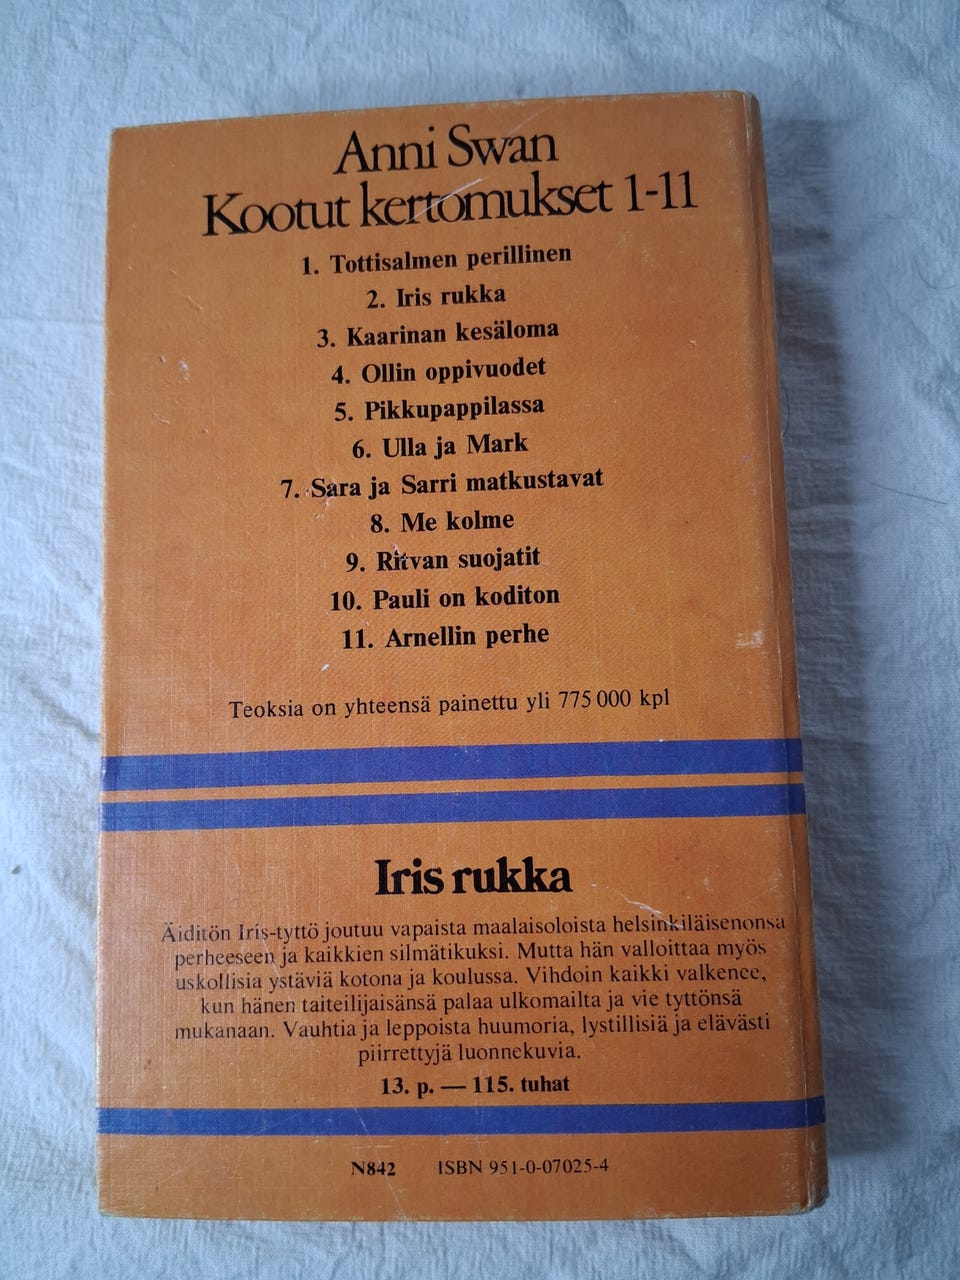 Anni Swan
Kootut kertomukset 1-11
1. Tottisalmen perillinen
2. Iris rukka
3. Kaarinan kesäloma
4. Ollin oppivuodet
5. Pikkupappilassa
6. Ulla ja Mark
7. Sara ja Sarri matkustavat
8. Me kolme
9. Ritvan suojatit
10. Pauli on koditon
11. Arnellin perhe
Teoksia on yhteensä painettu yli 775 000 kpl
Iris rukka
Äiditön Iris-tyttö joutuu vapaista maalaisoloista helsinkiläisenonsa
perheeseen ja kaikkien silmätikuksi. Mutta hän valloittaa myös
uskollisia ystäviä kotona ja koulussa. Vihdoin kaikki valkenee,
kun hänen taiteilijaisänsä palaa ulkomailta ja vie tyttönsä
mukanaan. Vauhtia ja leppoista huumoria, lystillisiä ja elävästi
piirrettyjä luonnekuvia.
13. p. — 115. tuhat
N842 ISBN 951-0-07025-4